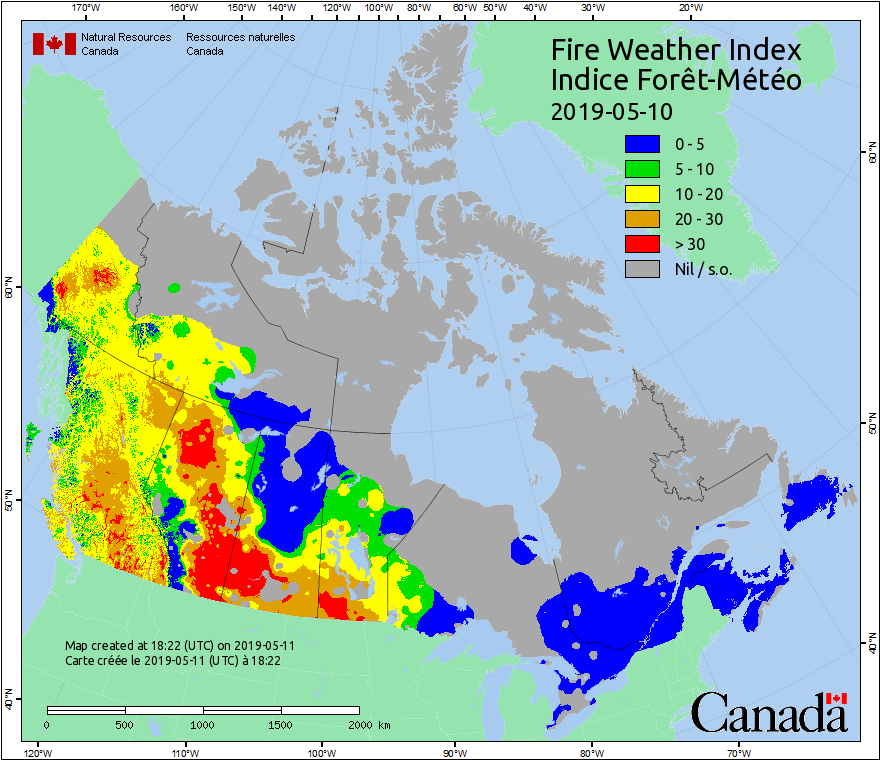 170°W 160°W 150°W 140°W 130°W 120°W 110°W 100°W 90°W 80°W 60°W 50°W 40°W 30°W 20°W
Natural Resources Canada
Ressources naturelles Canada
Fire Weather Index
Indice Forêt-Météo
2019-05-10
0 - 5
5 - 10
10 - 20
20 - 30
> 30
Nil / s.o.
60°N
60°N
50°N
50°N
40°N
40°N
Map created at 18:22 (UTC) on 2019-05-11
Carte créée le 2019-05-11 (UTC) à 18:22
0 500 1000 1500 2000 km
Canada
120°W 110°W 100°W 90°W 80°W 70°W